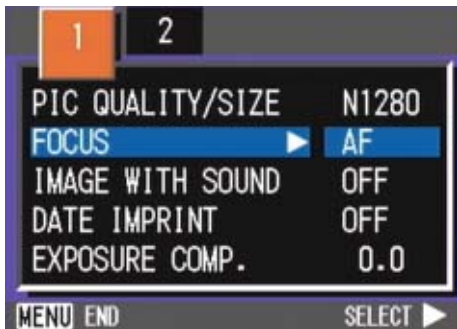 1 2
PIC QUALITY/SIZE N1280
FOCUS ▶ AF
IMAGE WITH SOUND OFF
DATE IMPRINT OFF
EXPOSURE COMP. 0.0
MENU END SELECT ▶